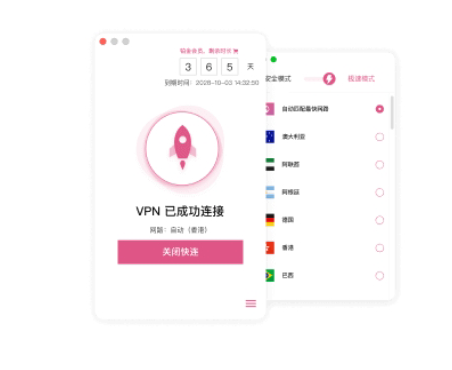 铂金会员，剩余时长
3 6 5 天
到期时间：2028-10-03 14:32:50
VPN 已成功连接
网路：自动（香港）
关闭快连
安全模式
极速模式
自动匹配最快网路
澳大利亚
阿联酋
阿根廷
德国
香港
巴西